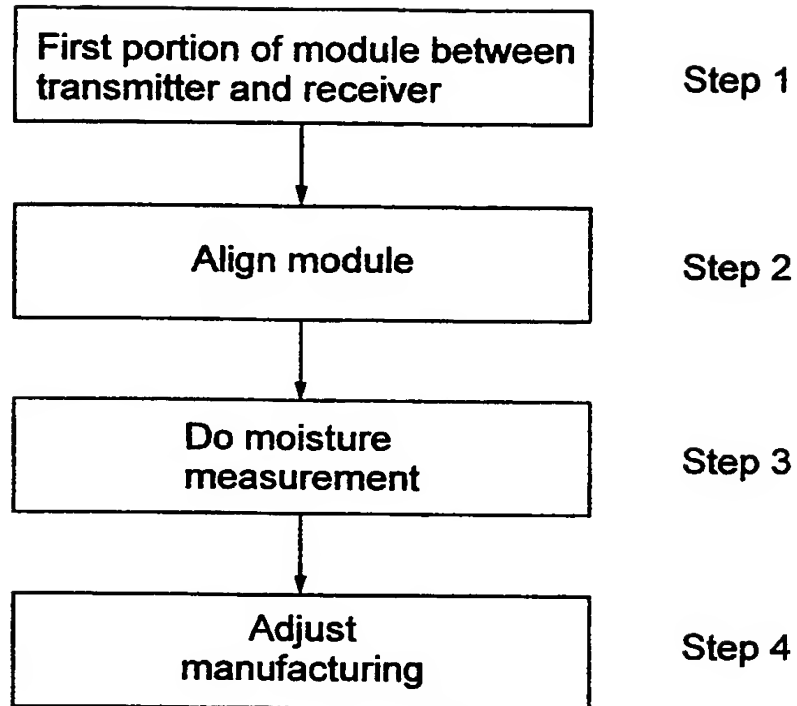 First portion of module between
transmitter and receiver
Step 1
Align module
Step 2
Do moisture
measurement
Step 3
Adjust
manufacturing
Step 4